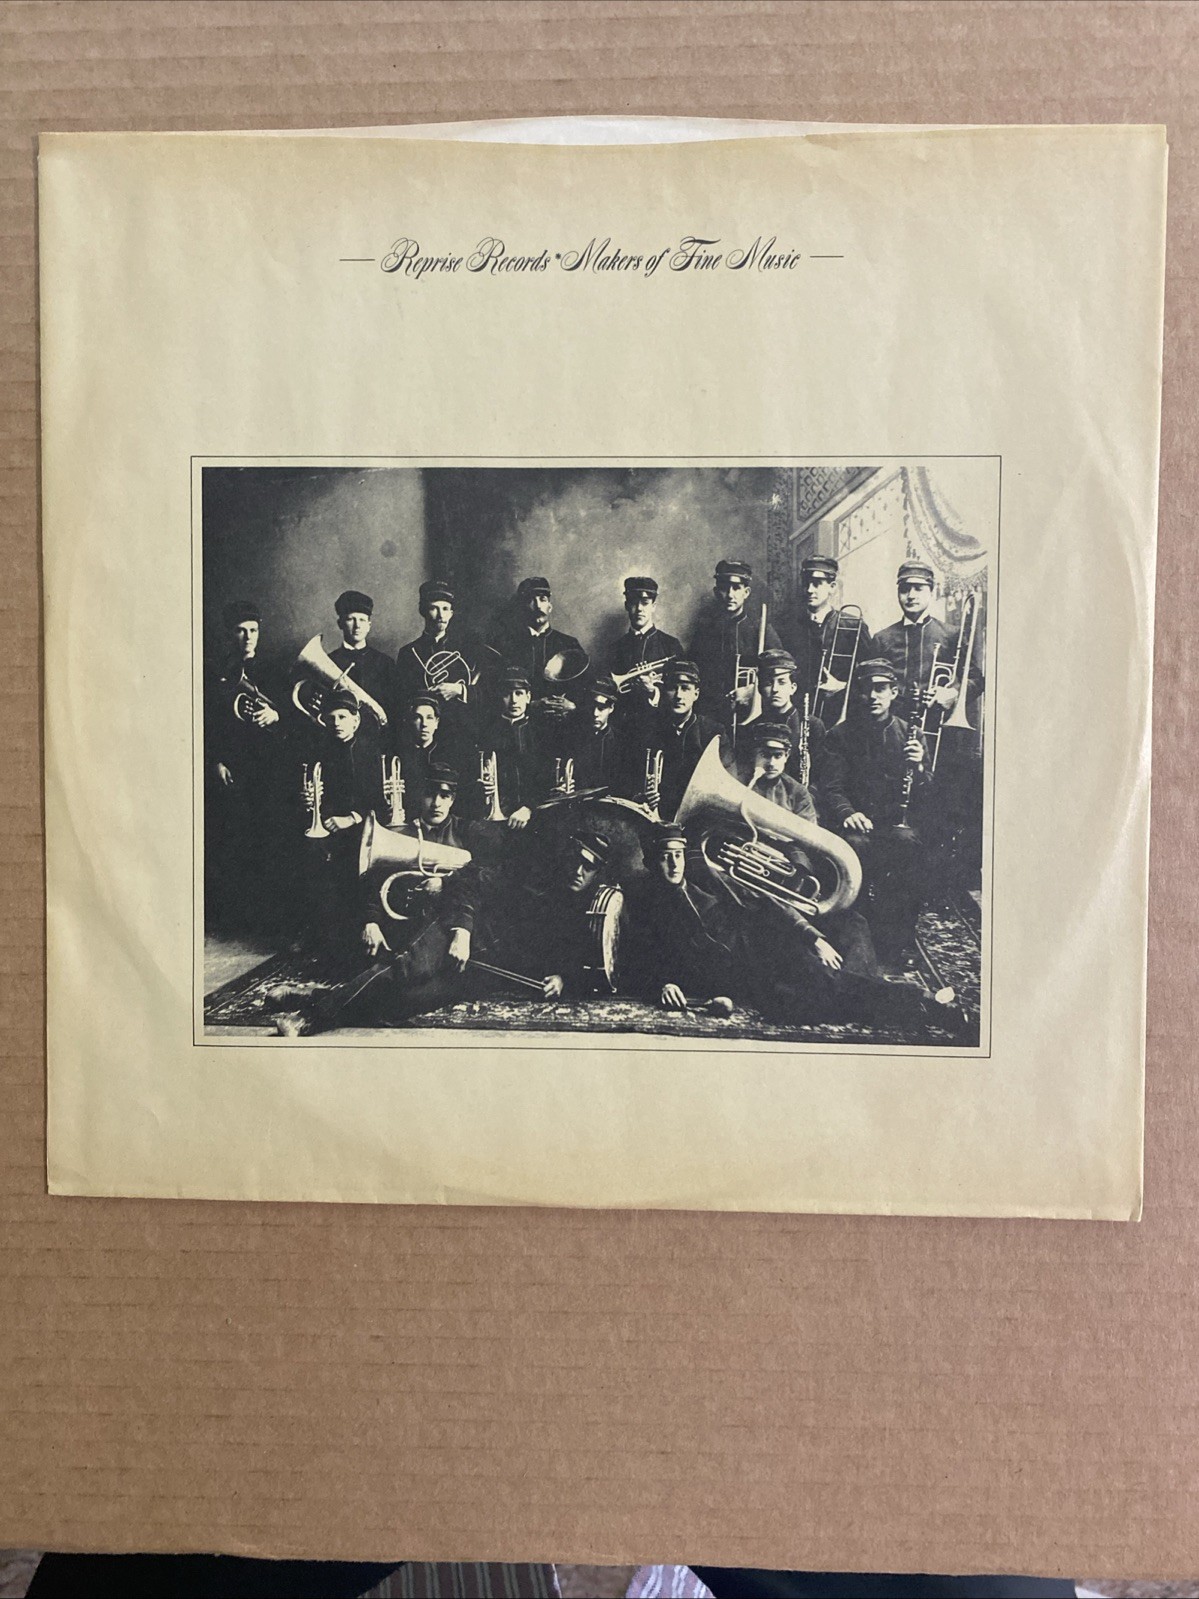 — Reprise Records • Makers of Fine Music —